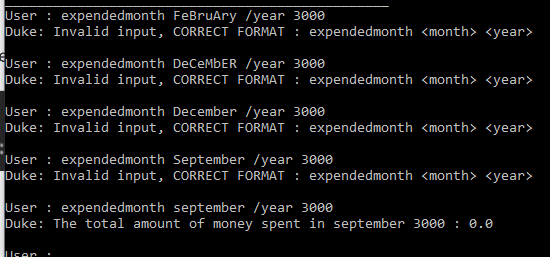 User : expendedmonth FeBruAry /year 3000
Duke: Invalid input, CORRECT FORMAT : expendedmonth <month> <year>
User : expendedmonth DeCeMbER /year 3000
Duke: Invalid input, CORRECT FORMAT : expendedmonth <month> <year>
User : expendedmonth December /year 3000
Duke: Invalid input, CORRECT FORMAT : expendedmonth <month> <year>
User : expendedmonth September /year 3000
Duke: Invalid input, CORRECT FORMAT : expendedmonth <month> <year>
User : expendedmonth september /year 3000
Duke: The total amount of money spent in september 3000 : 0.0
User :